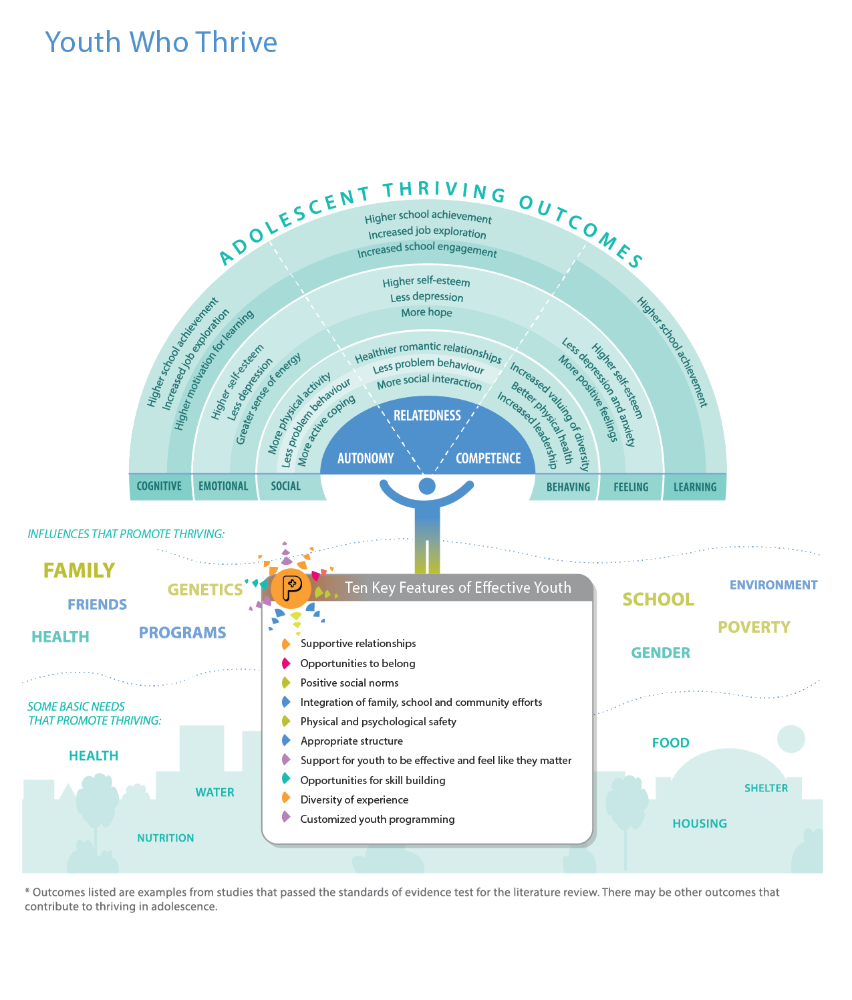 Youth Who Thrive
ADOLESCENT THRIVING OUTCOMES
Higher school achievement
Increased job exploration
Increased school engagement
Higher self-esteem
Less depression
More hope
Healthier romantic relationships
Less problem behaviour
More social interaction
Higher school achievement
Increased job exploration
Higher motivation for learning
Higher self-esteem
Less depression
Greater sense of energy
More physical activity
Less problem behaviour
More active coping
Increased valuing of diversity
Better physical health
Increased leadership
Higher self-esteem
Less depression and anxiety
More positive feelings
Higher school achievement
RELATEDNESS
AUTONOMY
COMPETENCE
COGNITIVE
EMOTIONAL
SOCIAL
BEHAVING
FEELING
LEARNING
INFLUENCES THAT PROMOTE THRIVING:
FAMILY
GENETICS
FRIENDS
HEALTH
PROGRAMS
ENVIRONMENT
SCHOOL
POVERTY
GENDER
P
Ten Key Features of Effective Youth
Supportive relationships
Opportunities to belong
Positive social norms
Integration of family, school and community efforts
Physical and psychological safety
Appropriate structure
Support for youth to be effective and feel like they matter
Opportunities for skill building
Diversity of experience
Customized youth programming
SOME BASIC NEEDS
THAT PROMOTE THRIVING:
HEALTH
WATER
NUTRITION
FOOD
SHELTER
HOUSING
* Outcomes listed are examples from studies that passed the standards of evidence test for the literature review. There may be other outcomes that
contribute to thriving in adolescence.